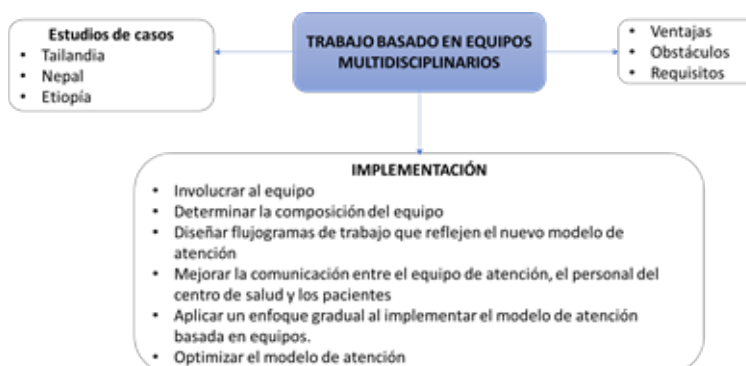 Estudios de casos
• Tailandia
• Nepal
• Etiopía
TRABAJO BASADO EN EQUIPOS
MULTIDISCIPLINARIOS
• Ventajas
• Obstáculos
• Requisitos
IMPLEMENTACIÓN
• Involucrar al equipo
• Determinar la composición del equipo
• Diseñar flujogramas de trabajo que reflejen el nuevo modelo de
atención
• Mejorar la comunicación entre el equipo de atención, el personal del
centro de salud y los pacientes
• Aplicar un enfoque gradual al implementar el modelo de atención
basada en equipos.
• Optimizar el modelo de atención